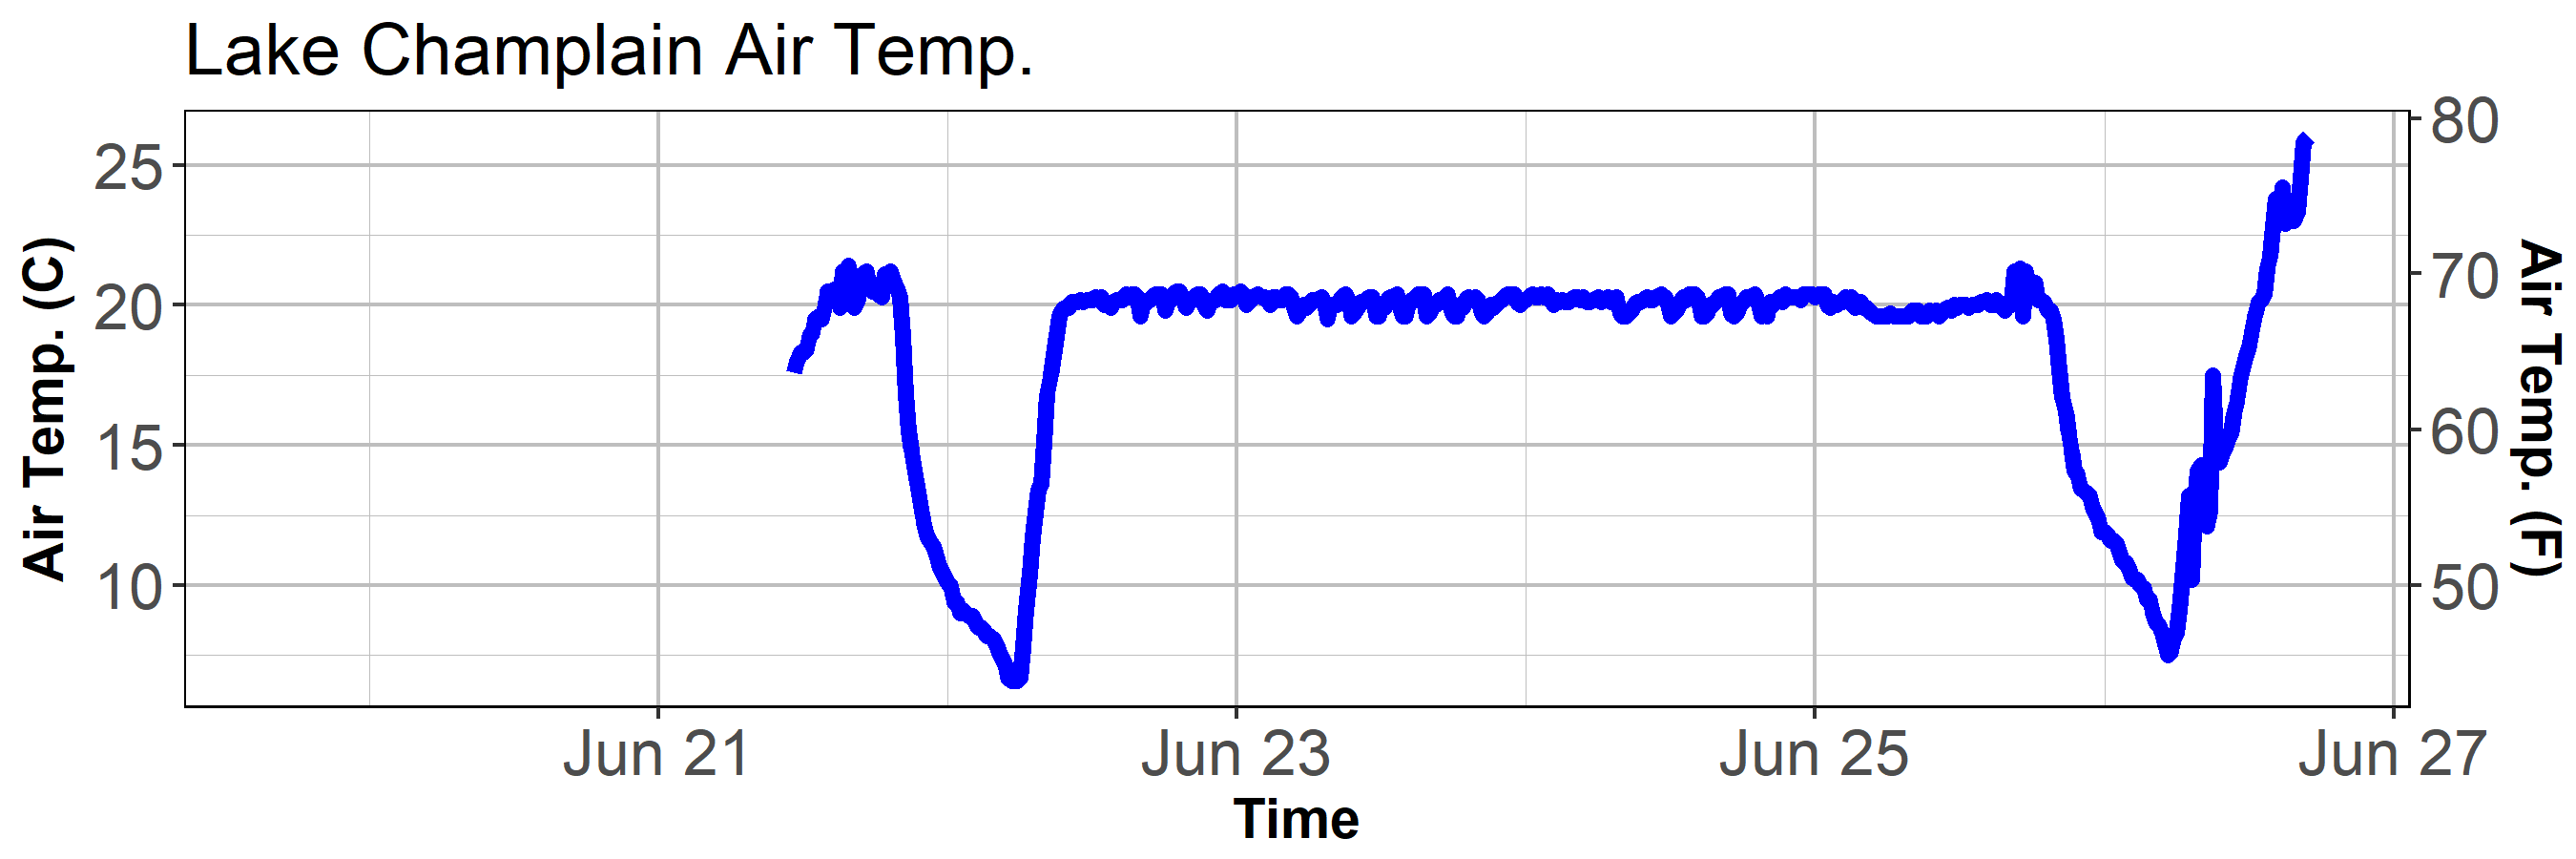 Lake Champlain Air Temp.
Air Temp. (C)
25
20
15
10
80
70
60
50
Air Temp. (F)
Jun 21
Jun 23
Jun 25
Jun 27
Time